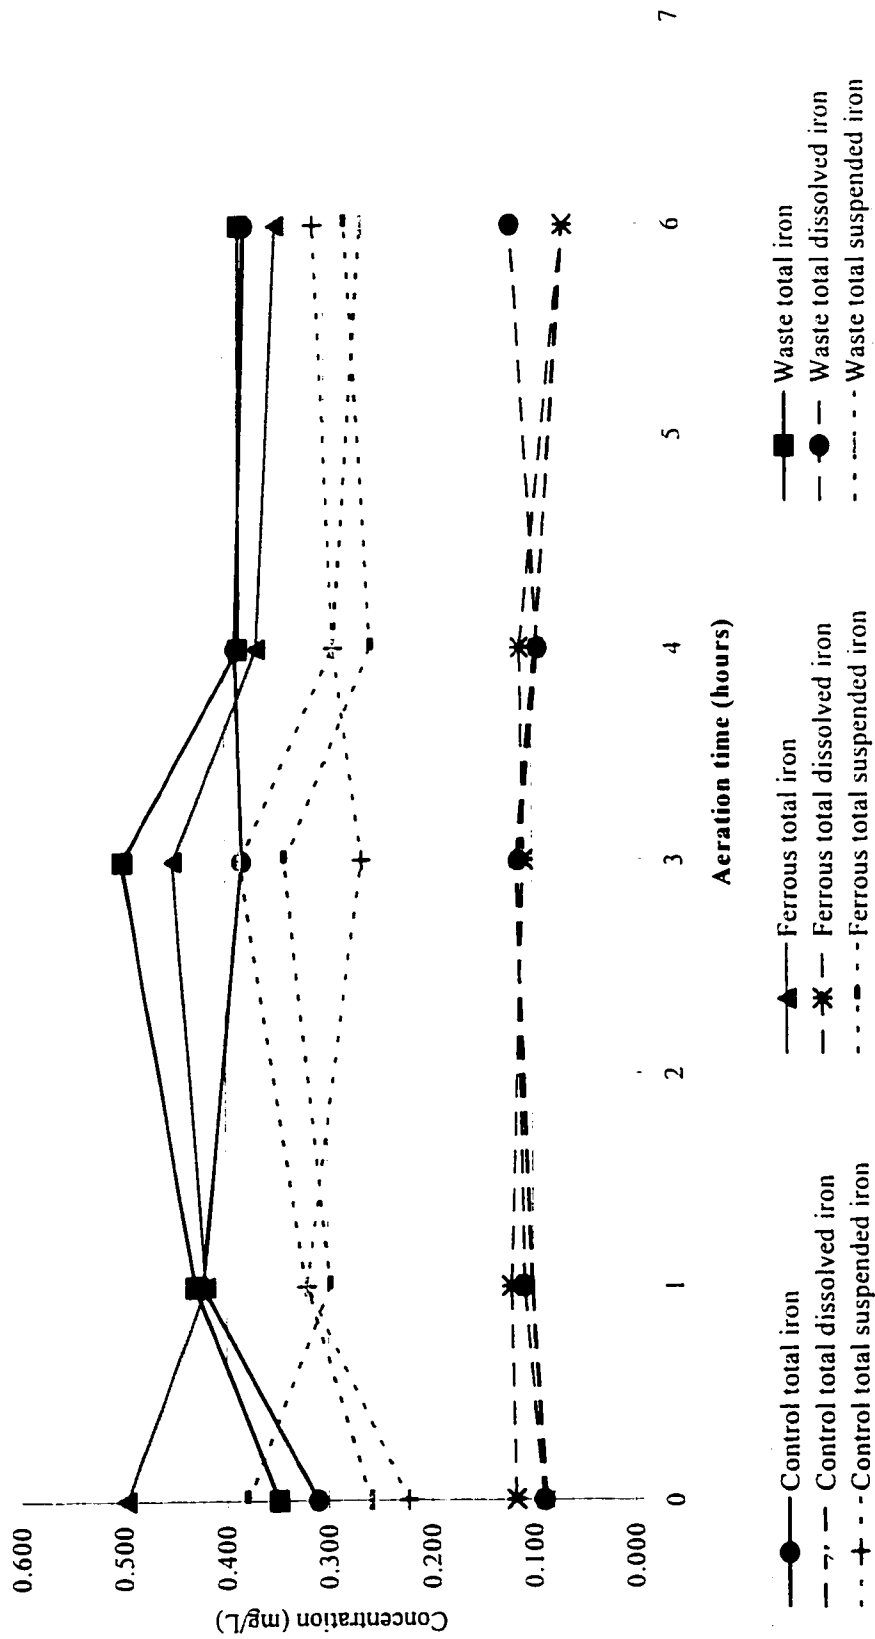 0.600
0.500
0.400
0.300
0.200
0.100
0.000
Concentration (mg/L)
0
1
2
3
4
5
6
7
Aeration time (hours)
Control total iron
Ferrous total iron
Waste total iron
Control total dissolved iron
Ferrous total dissolved iron
Waste total dissolved iron
Control total suspended iron
Ferrous total suspended iron
Waste total suspended iron